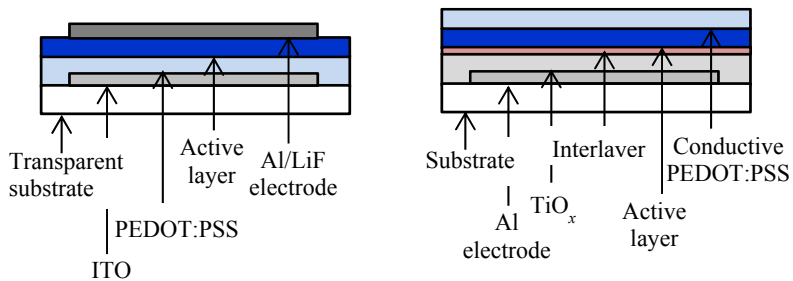 Transparent
substrate
Active
layer
Al/LiF
electrode
PEDOT:PSS
ITO
Substrate
Interlaver
Conductive
PEDOT:PSS
TiOₓ
Active
layer
Al
electrode